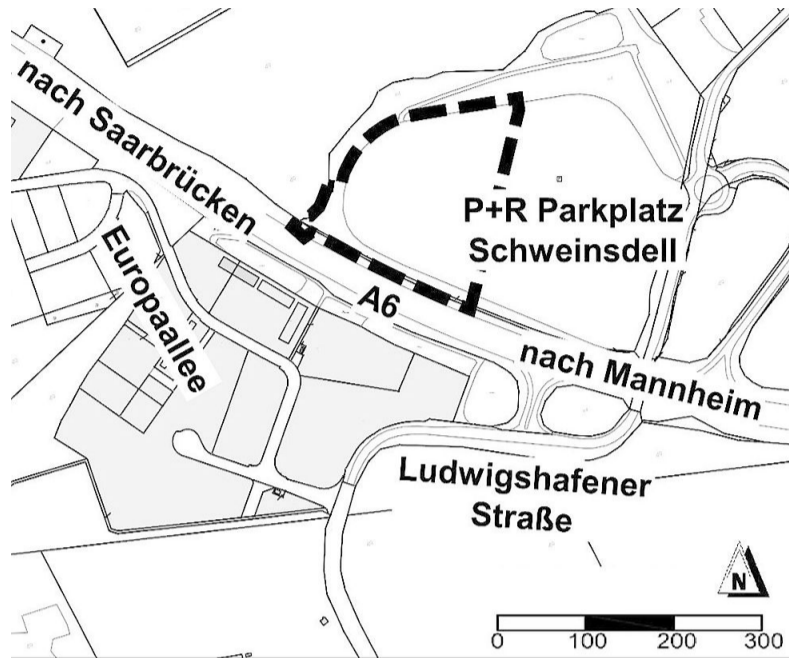 nach Saarbrücken
P+R Parkplatz
Schweinsdell
Europaallee
A6
nach Mannheim
Ludwigshafener
Straße
N
0 100 200 300